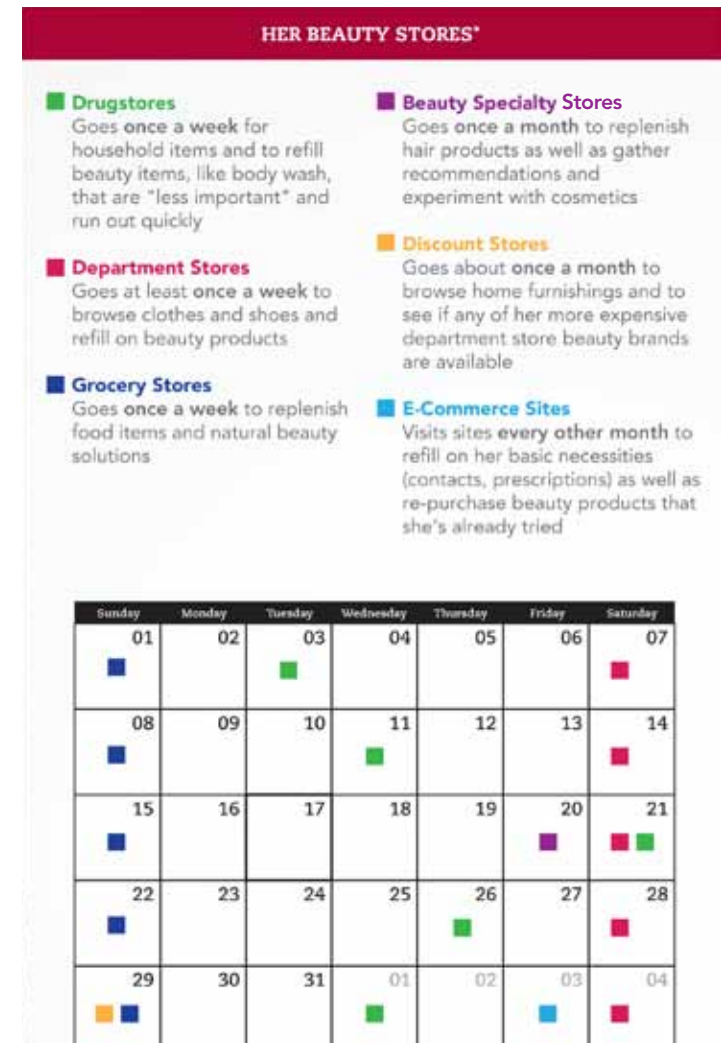 HER BEAUTY STORES*
Drugstores
Goes once a week for
household items and to refill
beauty items, like body wash,
that are "less important" and
run out quickly
Department Stores
Goes at least once a week to
browse clothes and shoes and
refill on beauty products
Grocery Stores
Goes once a week to replenish
food items and natural beauty
solutions
Beauty Specialty Stores
Goes once a month to replenish
hair products as well as gather
recommendations and
experiment with cosmetics
Discount Stores
Goes about once a month to
browse home furnishings and to
see if any of her more expensive
department store beauty brands
are available
E-Commerce Sites
Visits sites every other month to
refill on her basic necessities
(contacts, prescriptions) as well as
re-purchase beauty products that
she's already tried
Sunday Monday Tuesday Wednesday Thursday Friday Saturday
01 02 03 04 05 06 07
08 09 10 11 12 13 14
15 16 17 18 19 20 21
22 23 24 25 26 27 28
29 30 31 01 02 03 04